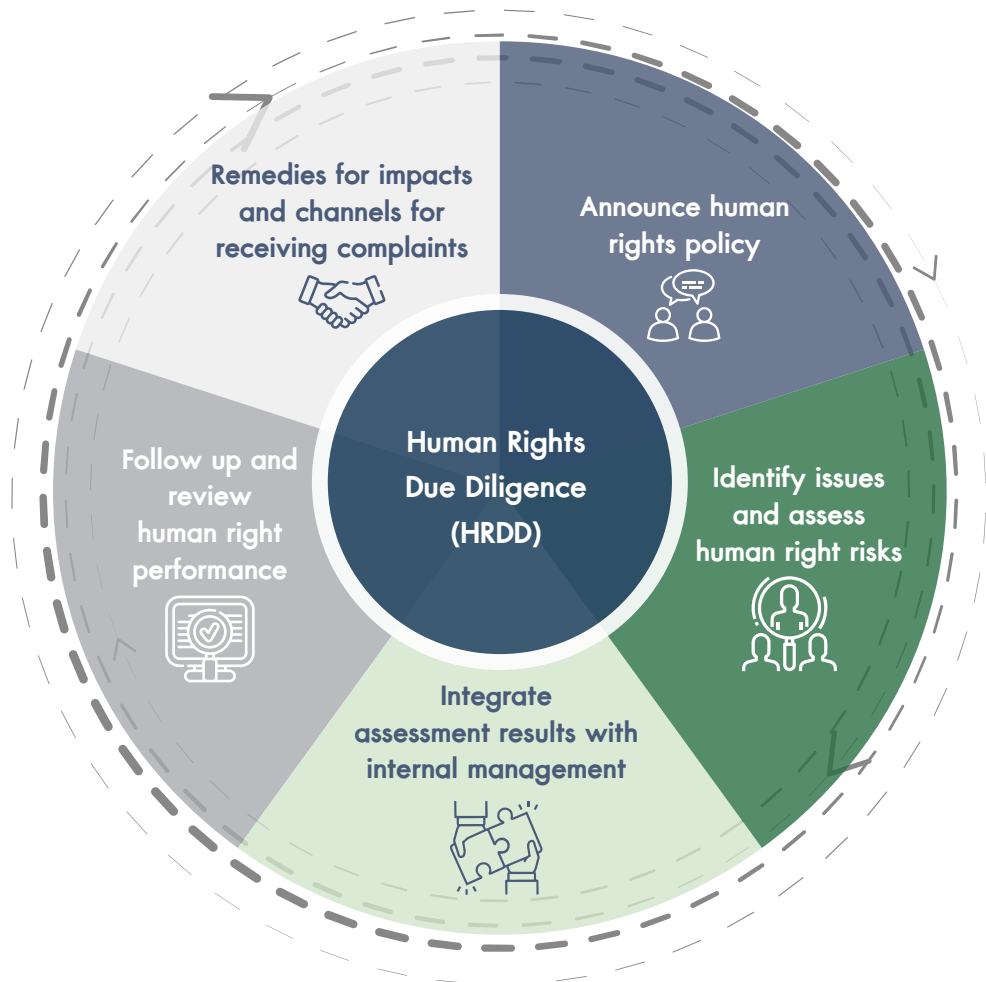 Human Rights
Due Diligence
(HRDD)
Announce human
rights policy
Identify issues
and assess
human right risks
Integrate
assessment results with
internal management
Follow up and
review
human right
performance
Remedies for impacts
and channels for
receiving complaints